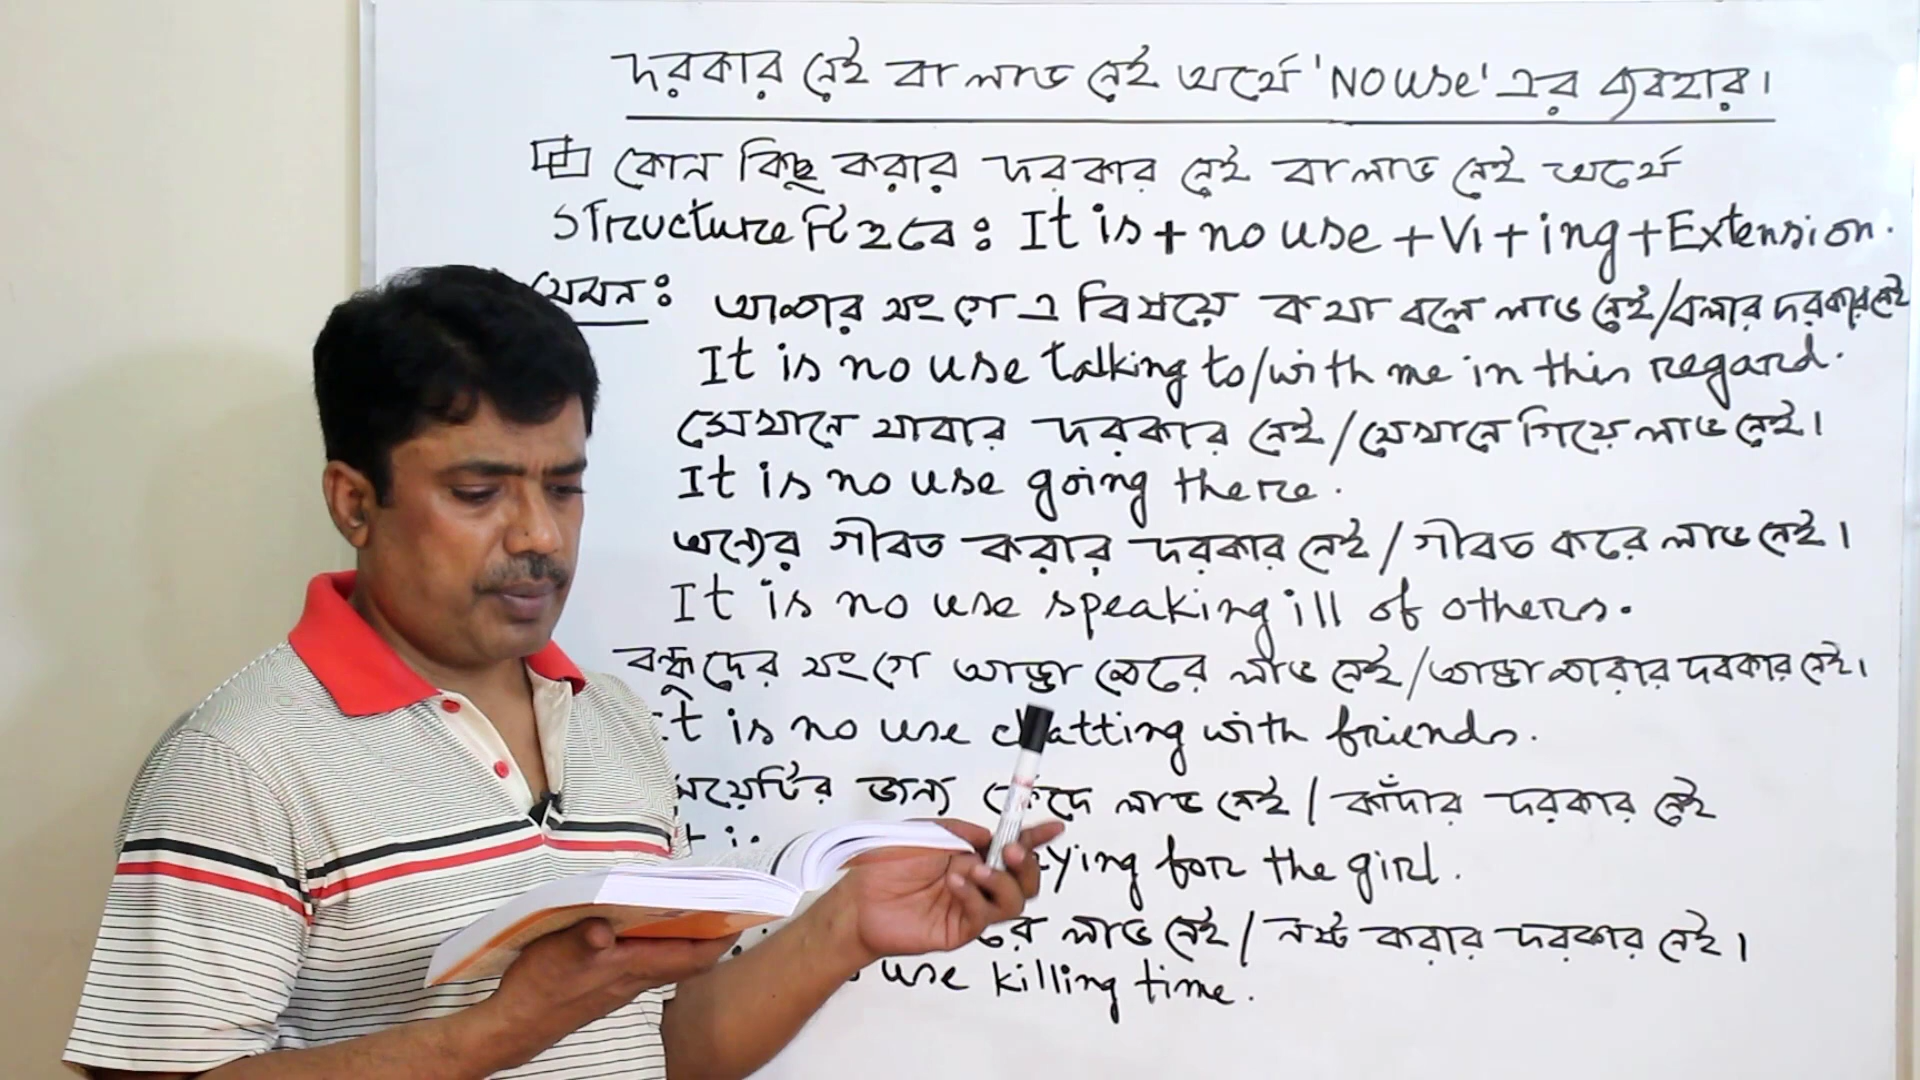 দরকার নেই বা লাভ নেই অর্থে 'NO use' এর ব্যবহার।
কোন কিছু করার দরকার নেই বা লাভ নেই অর্থে
Structure টি হবে: It is + no use + V1 + ing + Extension.
যেমন: আমার সংগে এ বিষয়ে কথা বলে লাভ নেই/বলার দরকার নেই
It is no use talking to/with me in this regard.
সেখানে যাবার দরকার নেই/সেখানে গিয়ে লাভ নেই।
It is no use going there.
অন্যের গীবত করার দরকার নেই/গীবত করে লাভ নেই।
It is no use speaking ill of others.
বন্ধুদের সংগে আড্ডা মেরে লাভ নেই/আড্ডা মারার দরকার নেই।
It is no use chatting with friends.
মেয়েটির জন্য কেঁদে লাভ নেই/কাঁদার দরকার নেই
ying for the girl.
লাভ নেই/নষ্ট করার দরকার নেই।
use killing time.